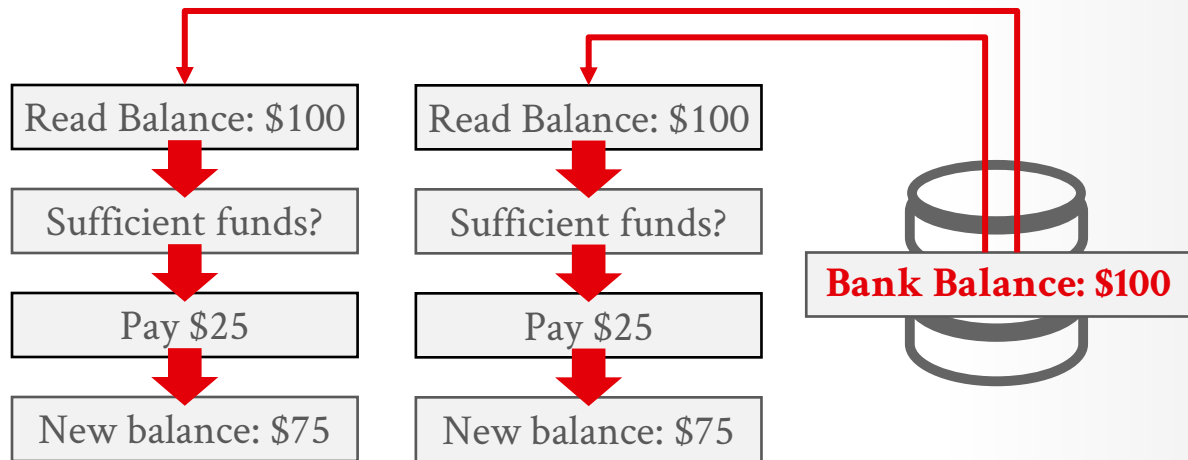 Read Balance: $100
Sufficient funds?
Pay $25
New balance: $75
Read Balance: $100
Sufficient funds?
Pay $25
New balance: $75
Bank Balance: $100